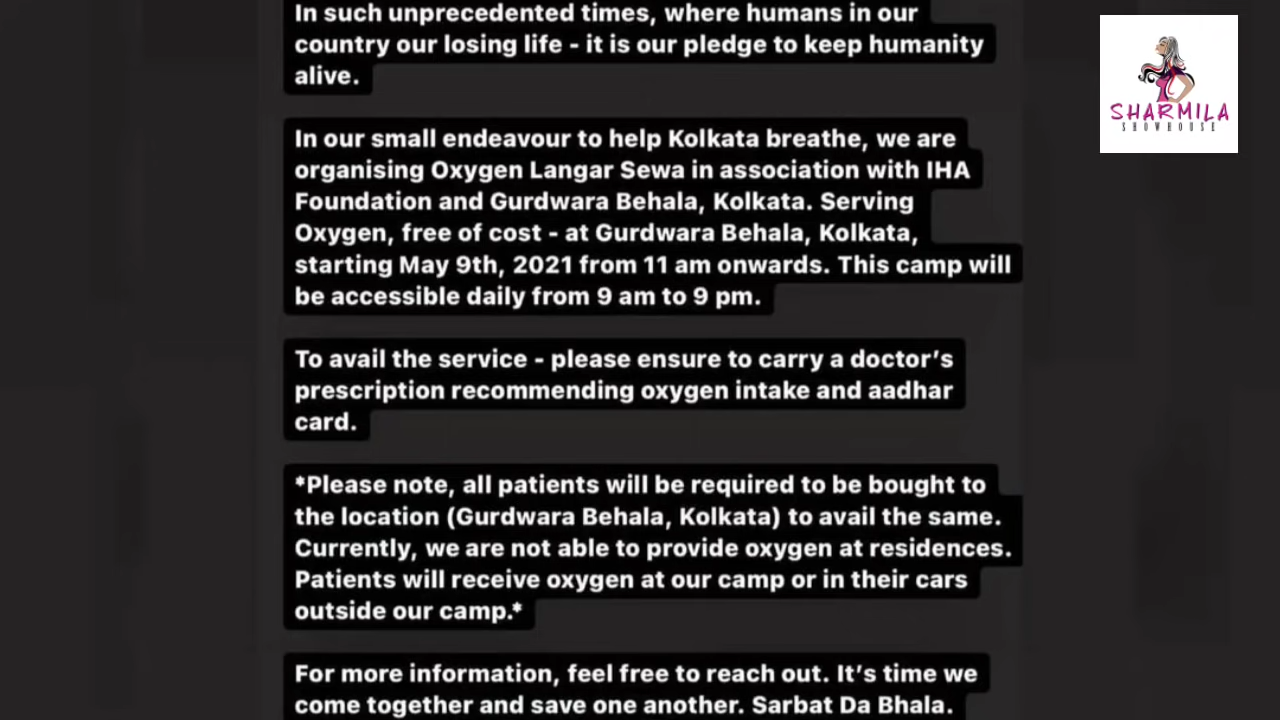 In such unprecedented times, where humans in our
country our losing life - it is our pledge to keep humanity
alive.
In our small endeavour to help Kolkata breathe, we are
organising Oxygen Langar Sewa in association with IHA
Foundation and Gurdwara Behala, Kolkata. Serving
Oxygen, free of cost - at Gurdwara Behala, Kolkata,
starting May 9th, 2021 from 11 am onwards. This camp will
be accessible daily from 9 am to 9 pm.
To avail the service - please ensure to carry a doctor's
prescription recommending oxygen intake and aadhar
card.
*Please note, all patients will be required to be bought to
the location (Gurdwara Behala, Kolkata) to avail the same.
Currently, we are not able to provide oxygen at residences.
Patients will receive oxygen at our camp or in their cars
outside our camp.*
For more information, feel free to reach out. It's time we
come together and save one another. Sarbat Da Bhala.
SHARMILA
SHOWHOUSE